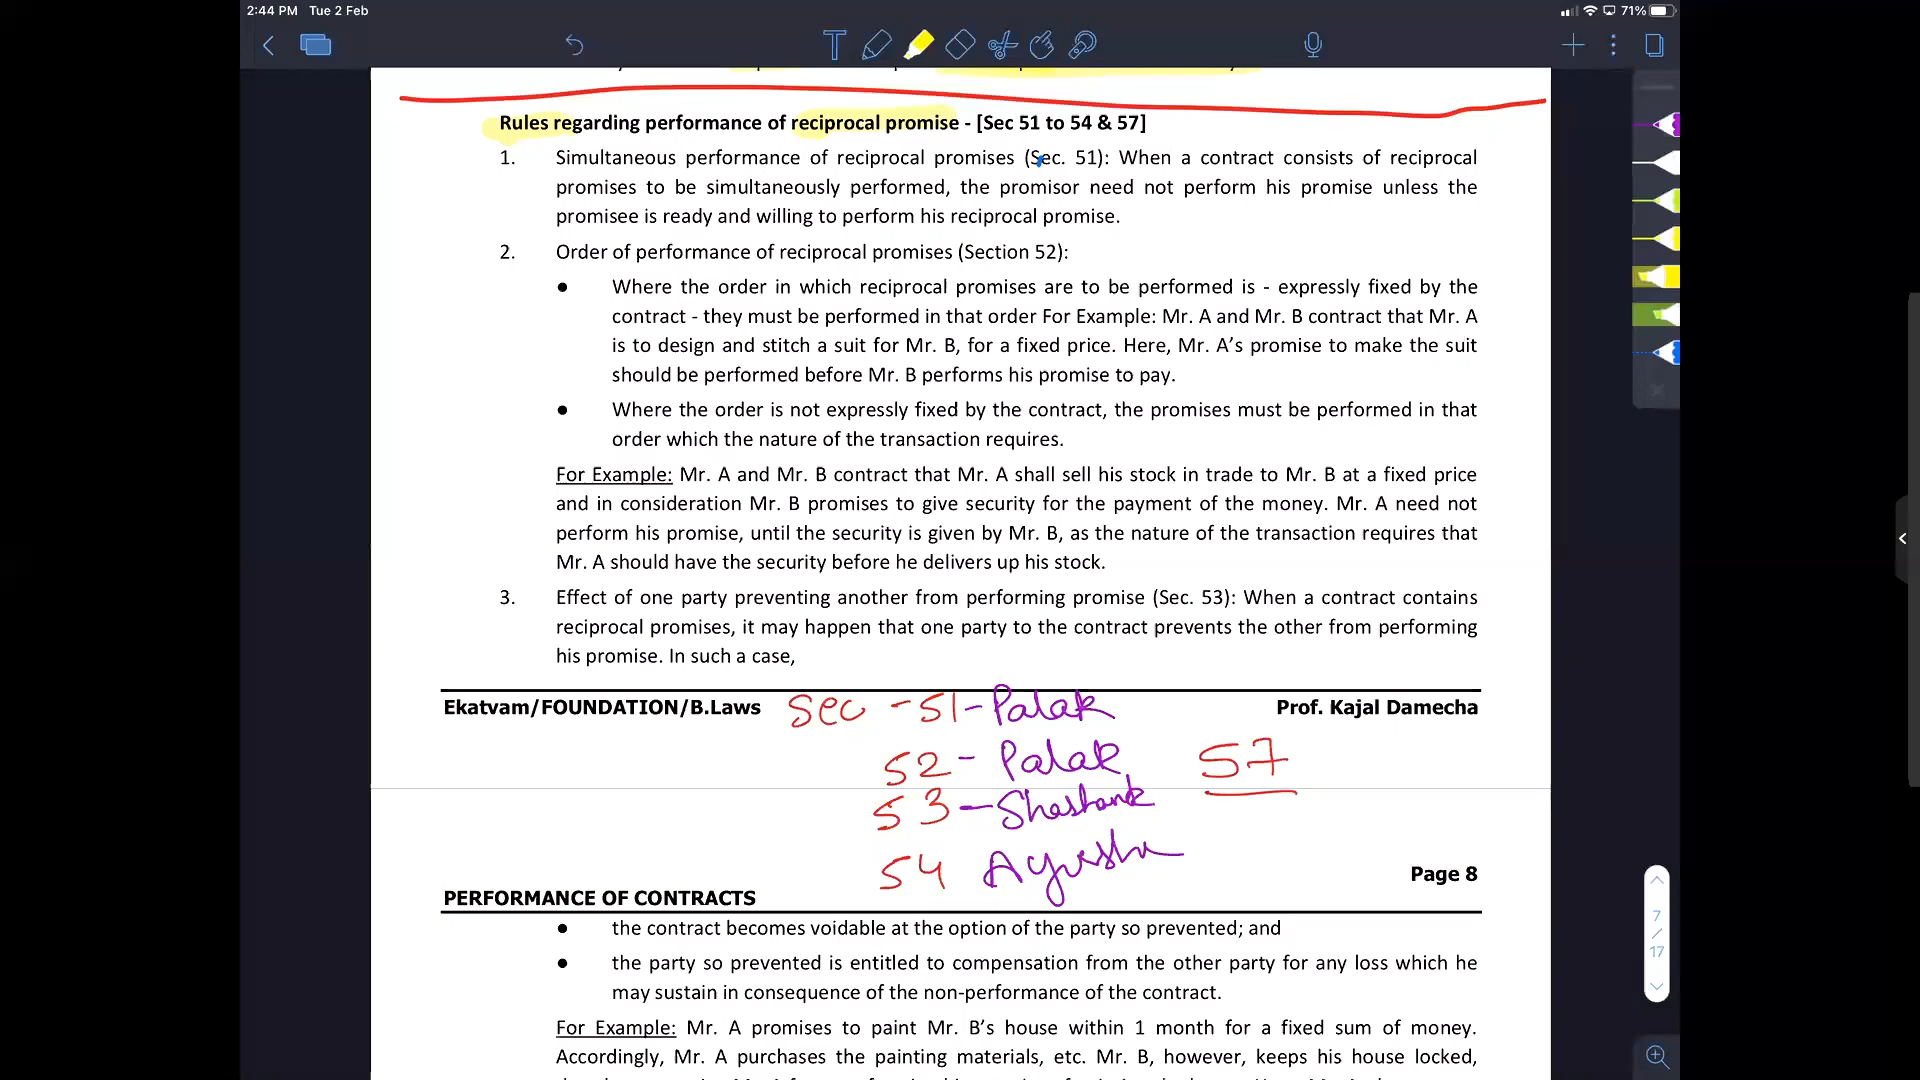 2:44 PM Tue 2 Feb
71%
Rules regarding performance of reciprocal promise - [Sec 51 to 54 & 57]
1. Simultaneous performance of reciprocal promises (Sec. 51): When a contract consists of reciprocal
promises to be simultaneously performed, the promisor need not perform his promise unless the
promisee is ready and willing to perform his reciprocal promise.
2. Order of performance of reciprocal promises (Section 52):
● Where the order in which reciprocal promises are to be performed is - expressly fixed by the
contract - they must be performed in that order For Example: Mr. A and Mr. B contract that Mr. A
is to design and stitch a suit for Mr. B, for a fixed price. Here, Mr. A’s promise to make the suit
should be performed before Mr. B performs his promise to pay.
● Where the order is not expressly fixed by the contract, the promises must be performed in that
order which the nature of the transaction requires.
For Example: Mr. A and Mr. B contract that Mr. A shall sell his stock in trade to Mr. B at a fixed price
and in consideration Mr. B promises to give security for the payment of the money. Mr. A need not
perform his promise, until the security is given by Mr. B, as the nature of the transaction requires that
Mr. A should have the security before he delivers up his stock.
3. Effect of one party preventing another from performing promise (Sec. 53): When a contract contains
reciprocal promises, it may happen that one party to the contract prevents the other from performing
his promise. In such a case,
Ekatvam/FOUNDATION/B.Laws Sec - 51 - Palak Prof. Kajal Damecha
52 - Palak 57
53 - Shashank
54 Ayushi
Page 8
PERFORMANCE OF CONTRACTS
● the contract becomes voidable at the option of the party so prevented; and
● the party so prevented is entitled to compensation from the other party for any loss which he
may sustain in consequence of the non-performance of the contract.
For Example: Mr. A promises to paint Mr. B’s house within 1 month for a fixed sum of money.
Accordingly, Mr. A purchases the painting materials, etc. Mr. B, however, keeps his house locked,
7
/
17